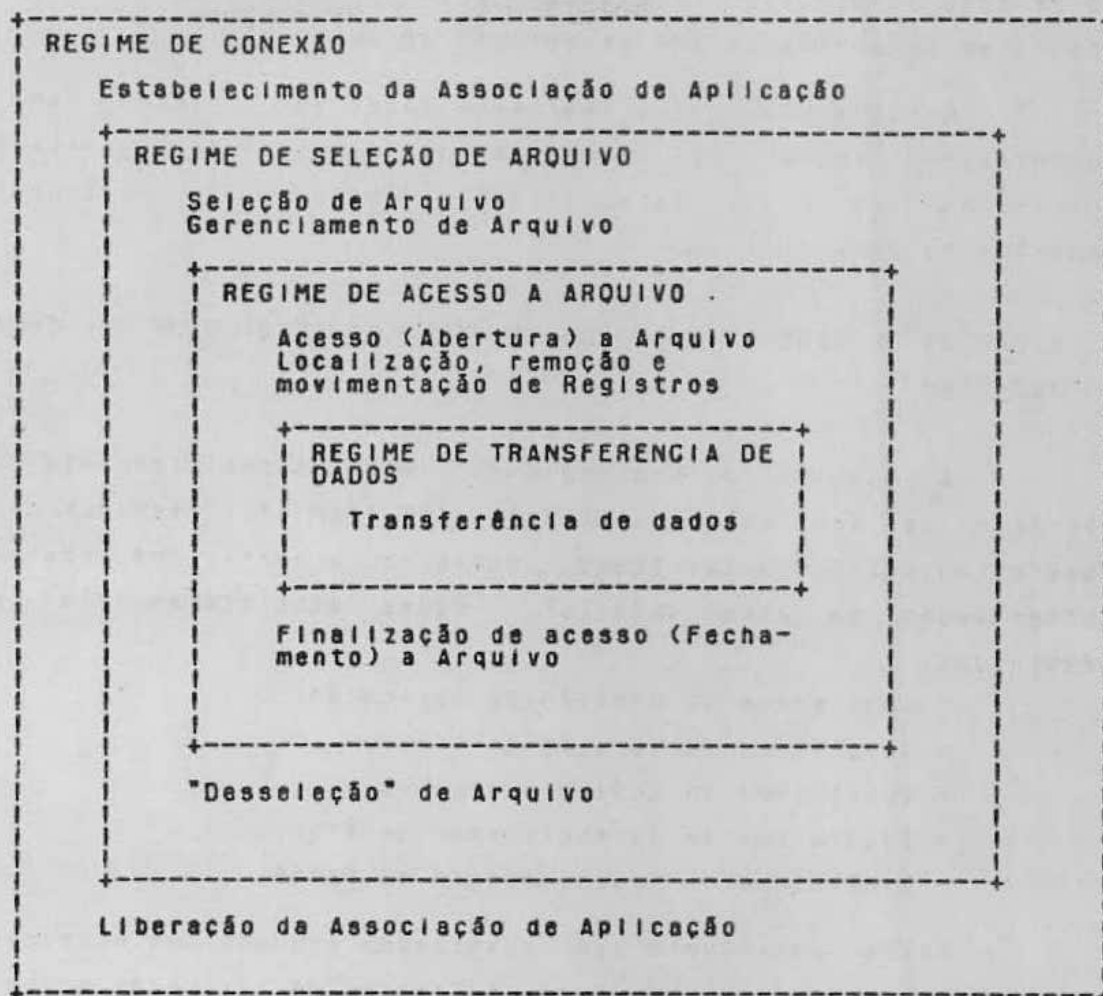 REGIME DE CONEXÃO
Estabelecimento da Associação de Aplicação
REGIME DE SELEÇÃO DE ARQUIVO
Seleção de Arquivo
Gerenciamento de Arquivo
REGIME DE ACESSO A ARQUIVO
Acesso (Abertura) a Arquivo
Localização, remoção e
movimentação de Registros
REGIME DE TRANSFERENCIA DE
DADOS
Transferência de dados
Finalização de acesso (Fecha-
mento) a Arquivo
"Desseleção" de Arquivo
Liberação da Associação de Aplicação